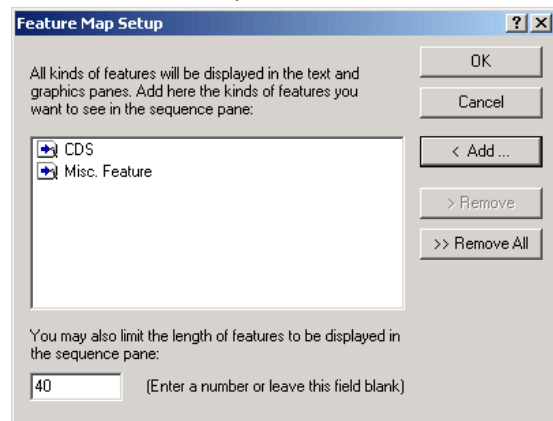 Feature Map Setup
All kinds of features will be displayed in the text and
graphics panes. Add here the kinds of features you
want to see in the sequence pane:
OK
Cancel
CDS
Misc. Feature
< Add ...
> Remove
>> Remove All
You may also limit the length of features to be displayed in
the sequence pane:
40
(Enter a number or leave this field blank)